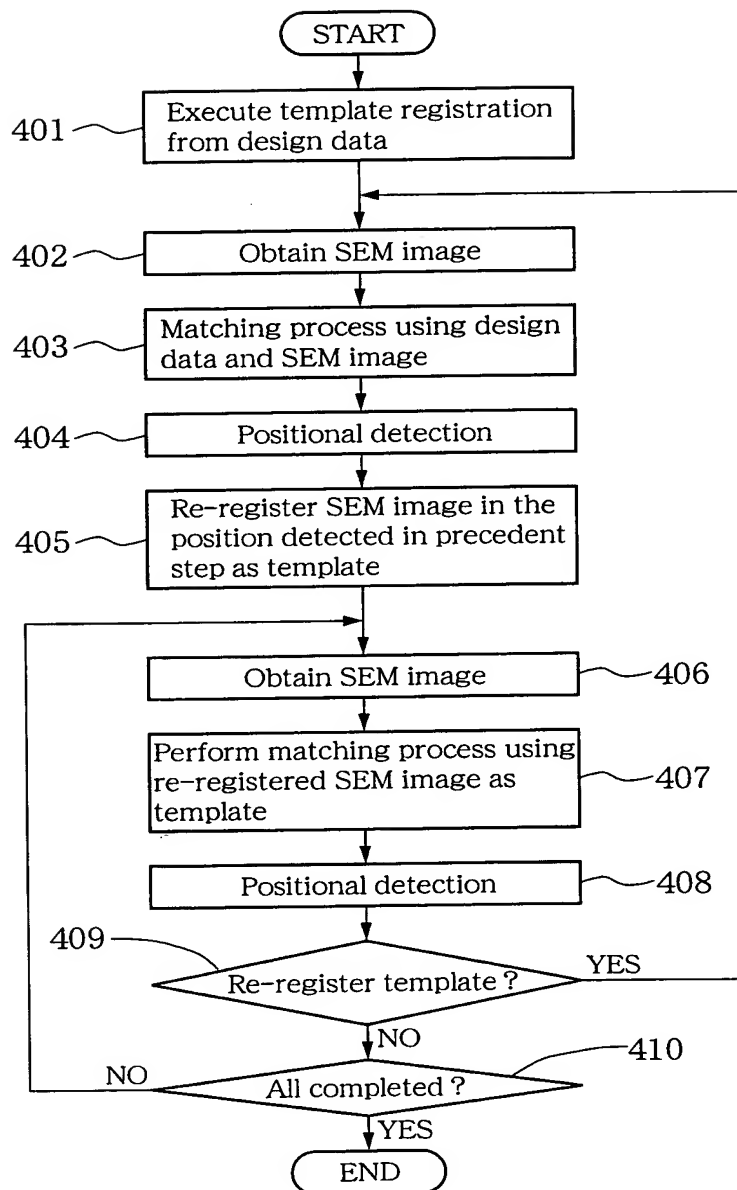 START
401
Execute template registration
from design data
402
Obtain SEM image
403
Matching process using design
data and SEM image
404
Positional detection
405
Re-register SEM image in the
position detected in precedent
step as template
Obtain SEM image
406
Perform matching process using
re-registered SEM image as
template
407
Positional detection
408
409
Re-register template ?
YES
NO
410
NO
All completed ?
YES
END